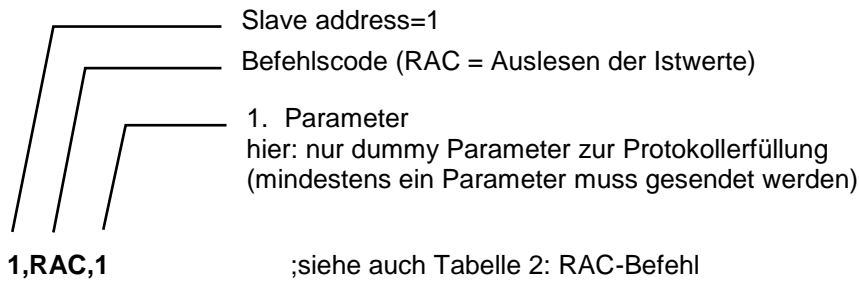 Slave address=1
Befehlscode (RAC = Auslesen der Istwerte)
1. Parameter
hier: nur dummy Parameter zur Protokollerfüllung
(mindestens ein Parameter muss gesendet werden)
1,RAC,1 ;siehe auch Tabelle 2: RAC-Befehl